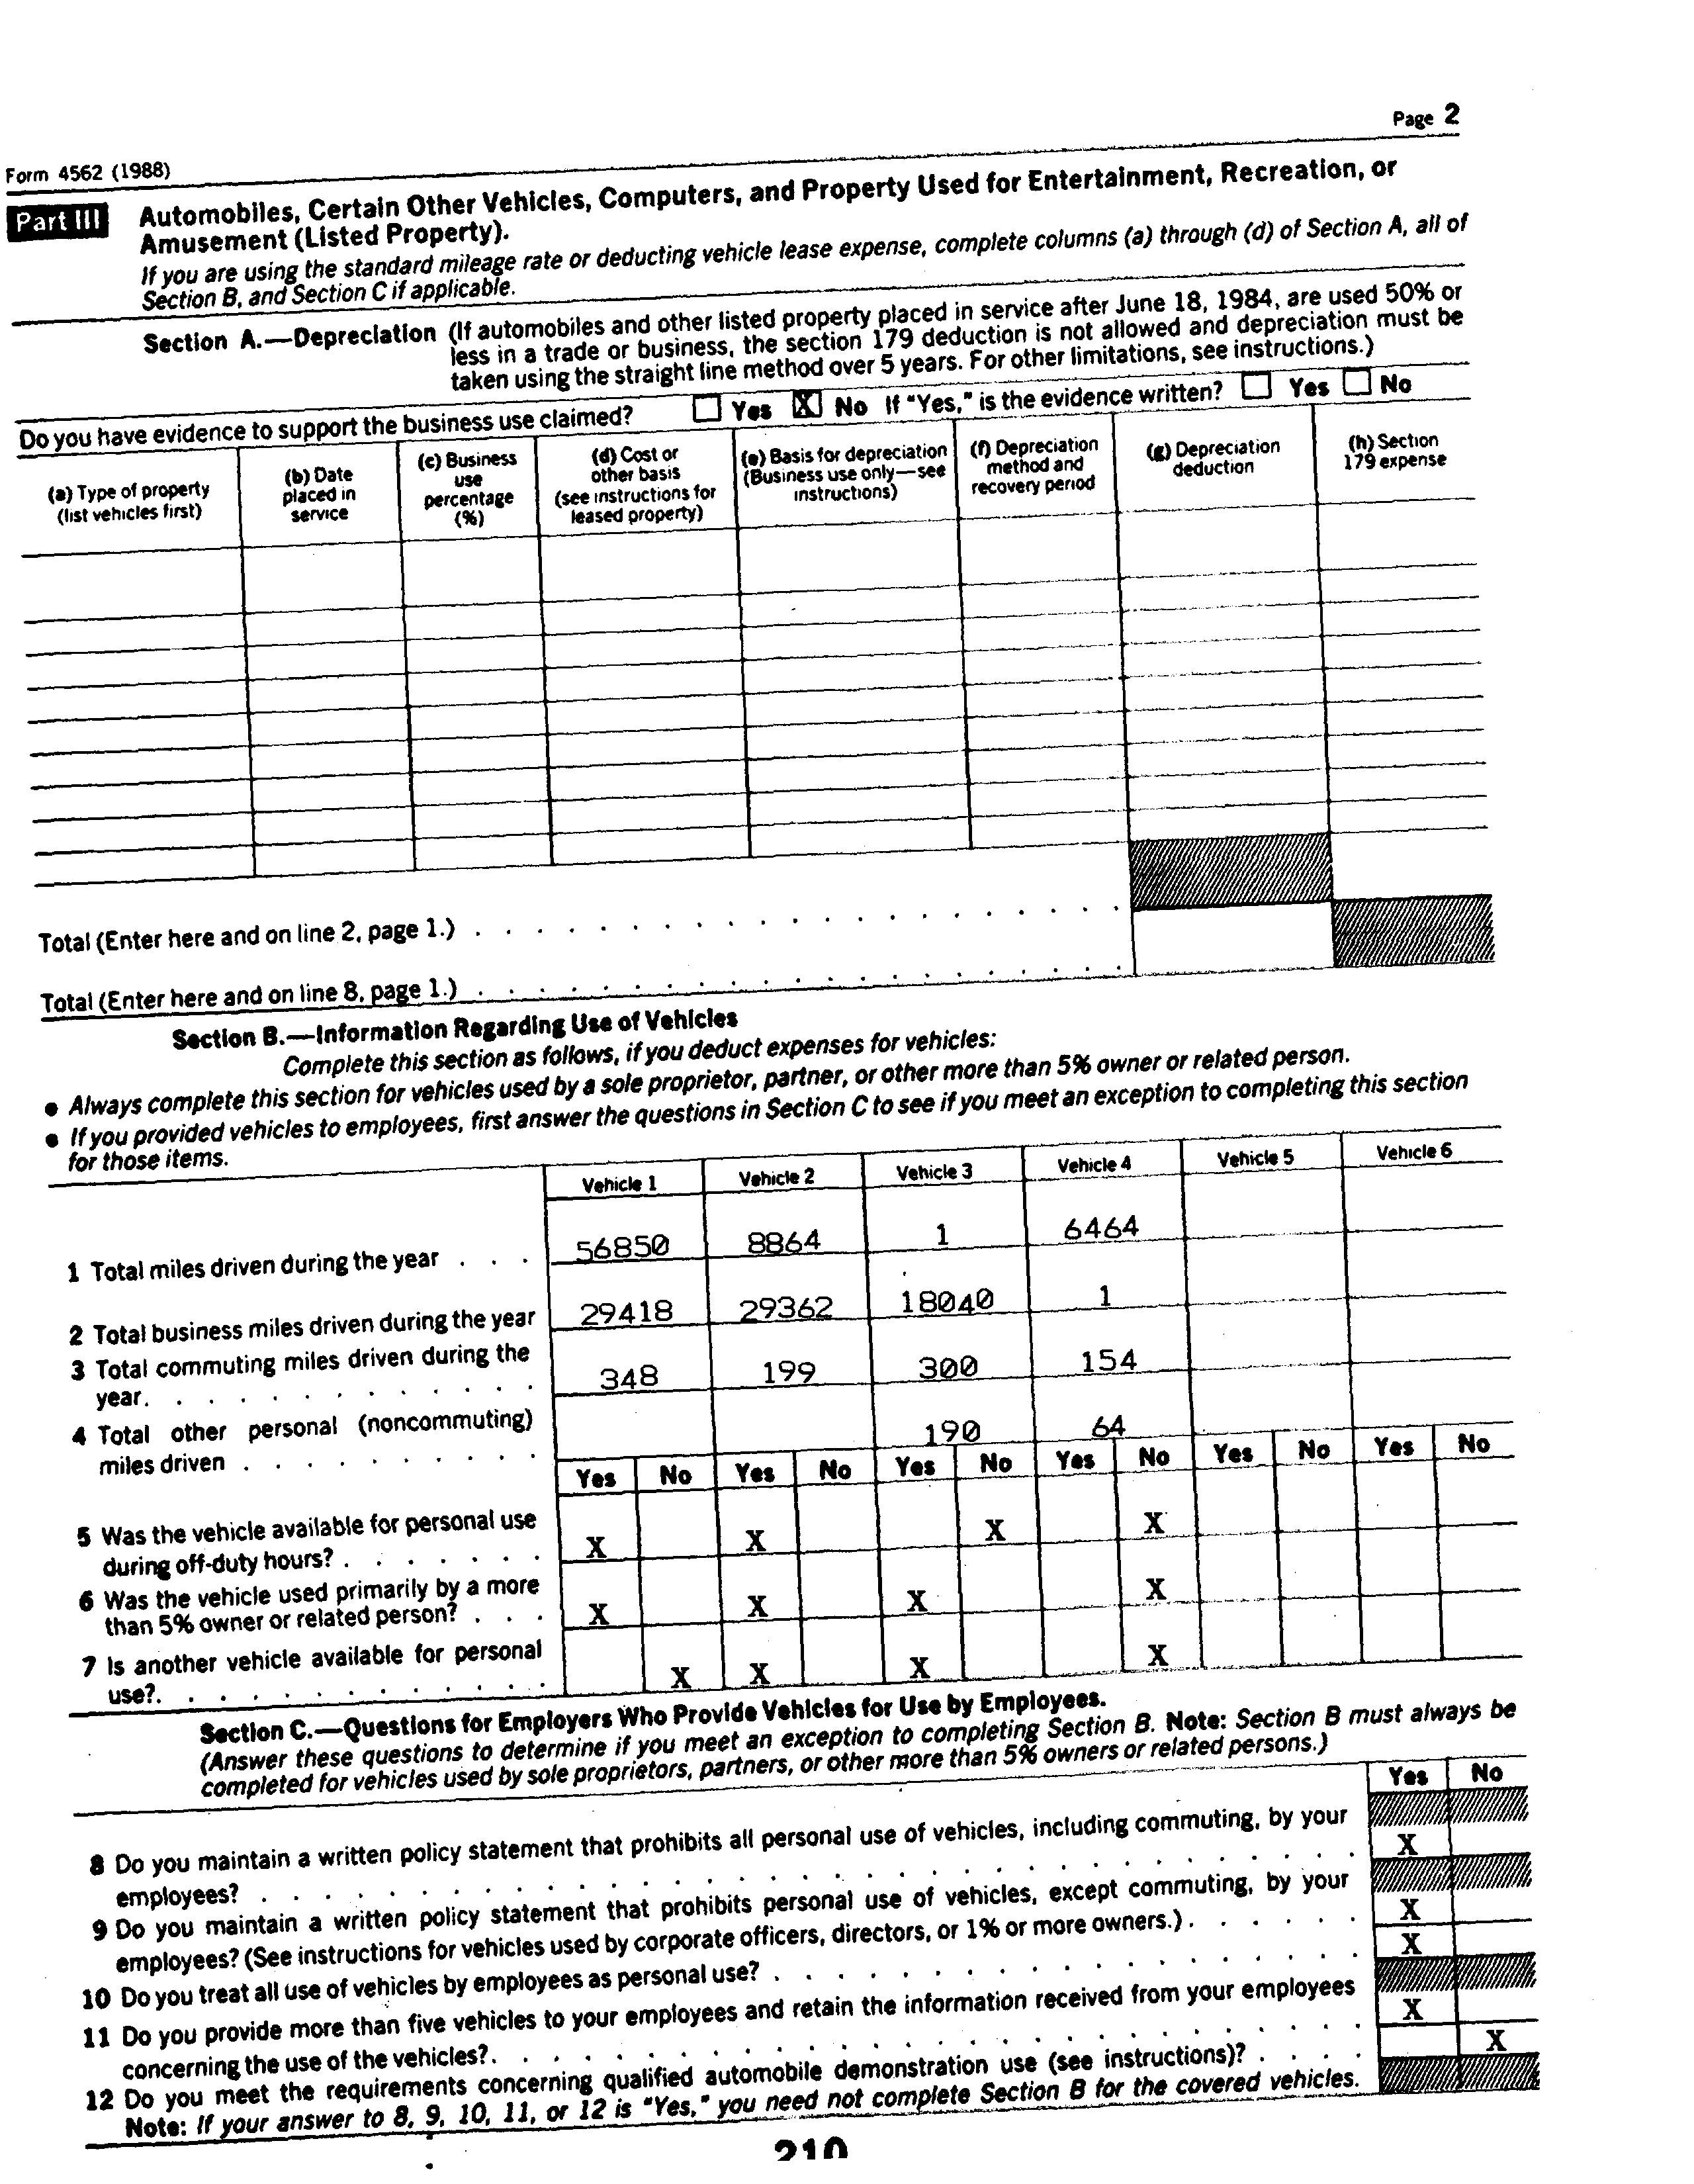 Page 2
Form 4562 (1988)
Part III Automobiles, Certain Other Vehicles, Computers, and Property Used for Entertainment, Recreation, or
Amusement (Listed Property).
If you are using the standard mileage rate or deducting vehicle lease expense, complete columns (a) through (d) of Section A, all of
Section B, and Section C if applicable.
Section A.—Depreciation (If automobiles and other listed property placed in service after June 18, 1984, are used 50% or
less in a trade or business, the section 179 deduction is not allowed and depreciation must be
taken using the straight line method over 5 years. For other limitations, see instructions.)
Do you have evidence to support the business use claimed? Yes X No If "Yes," is the evidence written? Yes No
(a) Type of property
(list vehicles first)
(b) Date
placed in
service
(c) Business
use
percentage
(%)
(d) Cost or
other basis
(see instructions for
leased property)
(e) Basis for depreciation
(Business use only—see
instructions)
(f) Depreciation
method and
recovery period
(g) Depreciation
deduction
(h) Section
179 expense
Total (Enter here and on line 2, page 1.) . . . . . . . . . . . . . . . . . . . . .
Total (Enter here and on line 8, page 1.) . . . . . . . . . . . . . . . . . . . . .
Section B.—Information Regarding Use of Vehicles
Complete this section as follows, if you deduct expenses for vehicles:
● Always complete this section for vehicles used by a sole proprietor, partner, or other more than 5% owner or related person.
● If you provided vehicles to employees, first answer the questions in Section C to see if you meet an exception to completing this section
for those items.
Vehicle 1 Vehicle 2 Vehicle 3 Vehicle 4 Vehicle 5 Vehicle 6
1 Total miles driven during the year . . . 56850 8864 1 6464
2 Total business miles driven during the year 29418 29362 18040 1
3 Total commuting miles driven during the
year. . . . . . . . . . . . . 348 199 300 154
4 Total other personal (noncommuting)
miles driven . . . . . . . . . . 190 64
Yes No Yes No Yes No Yes No Yes No Yes No
5 Was the vehicle available for personal use
during off-duty hours? . . . . . . . X X X X
6 Was the vehicle used primarily by a more
than 5% owner or related person? . . . X X X X
7 Is another vehicle available for personal
use?. . . . . . . . . . . . . X X X X
Section C.—Questions for Employers Who Provide Vehicles for Use by Employees.
(Answer these questions to determine if you meet an exception to completing Section B. Note: Section B must always be
completed for vehicles used by sole proprietors, partners, or other more than 5% owners or related persons.)
Yes No
8 Do you maintain a written policy statement that prohibits all personal use of vehicles, including commuting, by your
employees? . . . . . . . . . . . . . . . . . . . . . . . . . . X
9 Do you maintain a written policy statement that prohibits personal use of vehicles, except commuting, by your
employees? (See instructions for vehicles used by corporate officers, directors, or 1% or more owners.) . . . . . . X
10 Do you treat all use of vehicles by employees as personal use? . . . . . . . . . . . . . . . . . . X
11 Do you provide more than five vehicles to your employees and retain the information received from your employees
concerning the use of the vehicles?. . . . . . . . . . . . . . . . . . . . . . . . X
12 Do you meet the requirements concerning qualified automobile demonstration use (see instructions)? . . . . X
Note: If your answer to 8, 9, 10, 11, or 12 is "Yes," you need not complete Section B for the covered vehicles.
210